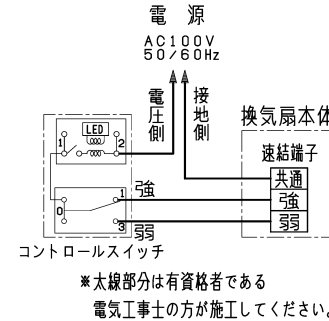 電源
AC100V
50/60Hz
電圧側
接地側
換気扇本体
速結端子
共通
強
弱
LED
1
2
0
1
強
3
弱
コントロールスイッチ
※太線部分は有資格者である
電気工事士の方が施工してください。